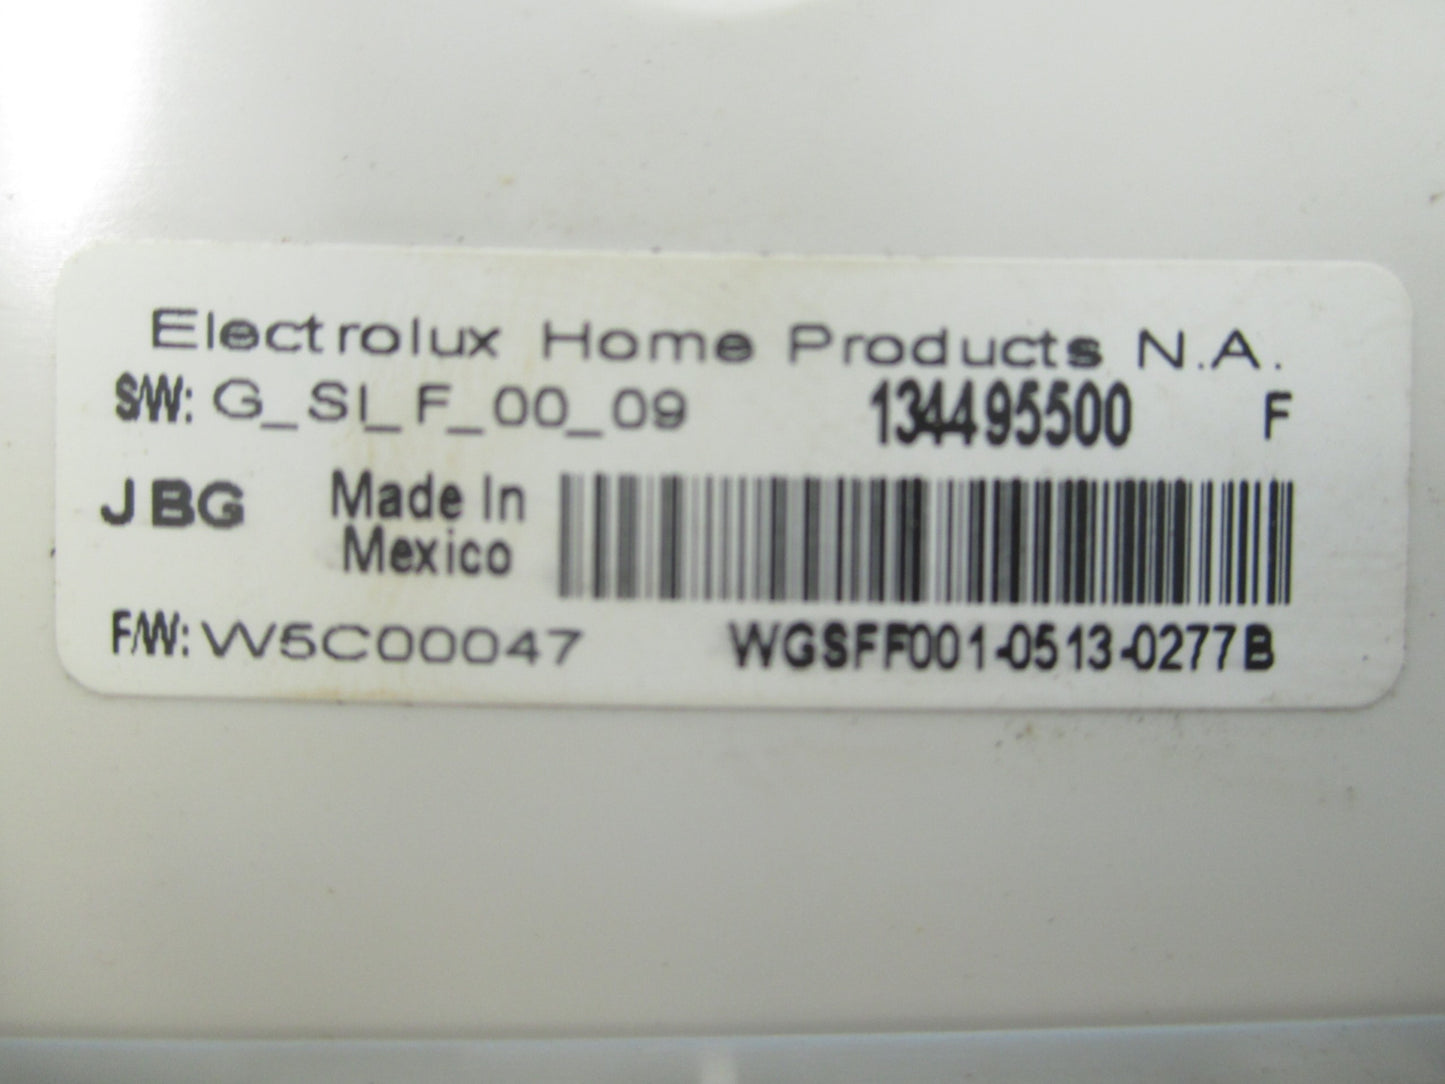 Electrolux Home Products N.A.
S/W: G_SI_F_00_09 134495500 F
JBG Made In
Mexico
F/W: W5C00047 WGSFF001-0513-0277B